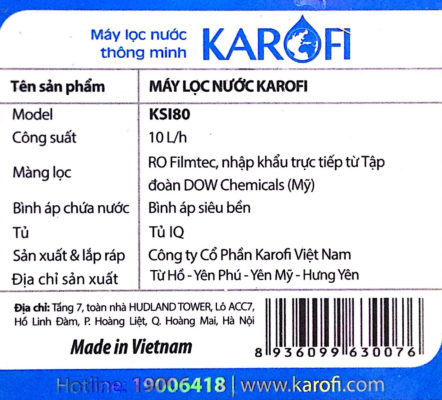 Máy lọc nước
thông minh
KAROFI
Tên sản phẩm MÁY LỌC NƯỚC KAROFI
Model KSI80
Công suất 10 L/h
Màng lọc RO Filmtec, nhập khẩu trực tiếp từ Tập
đoàn DOW Chemicals (Mỹ)
Bình áp chứa nước Bình áp siêu bền
Tủ Tủ IQ
Sản xuất & lắp ráp Công ty Cổ Phần Karofi Việt Nam
Địa chỉ sản xuất Từ Hồ - Yên Phú - Yên Mỹ - Hưng Yên
Địa chỉ: Tầng 7, toàn nhà HUDLAND TOWER, Lô ACC7,
Hồ Linh Đàm, P. Hoàng Liệt, Q. Hoàng Mai, Hà Nội
Made in Vietnam
8 936099 630076
Hotline: 19006418 | www.karofi.com